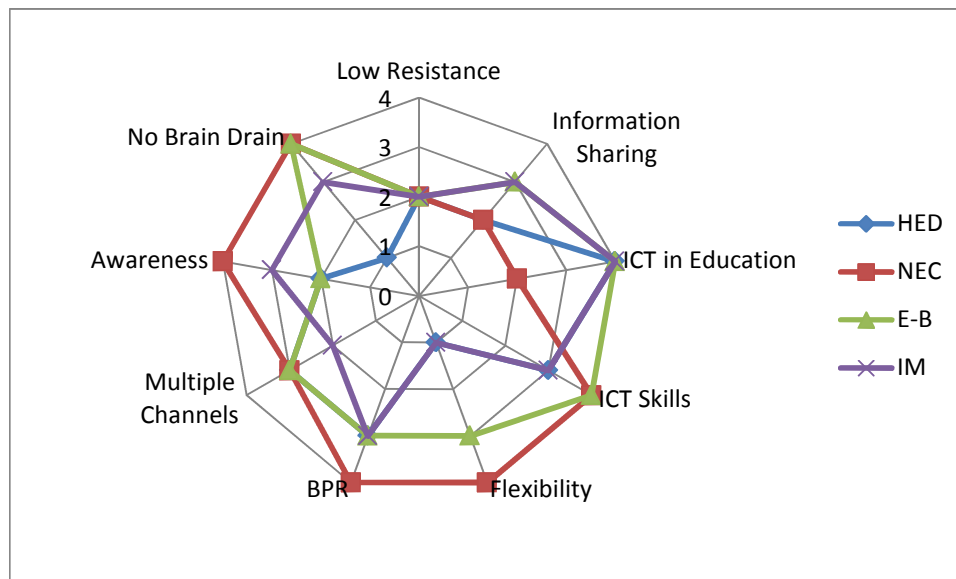 Low Resistance
4
3
2
1
0
Information
Sharing
ICT in Education
ICT Skills
Flexibility
BPR
Multiple
Channels
Awareness
No Brain Drain
HED
NEC
E-B
IM